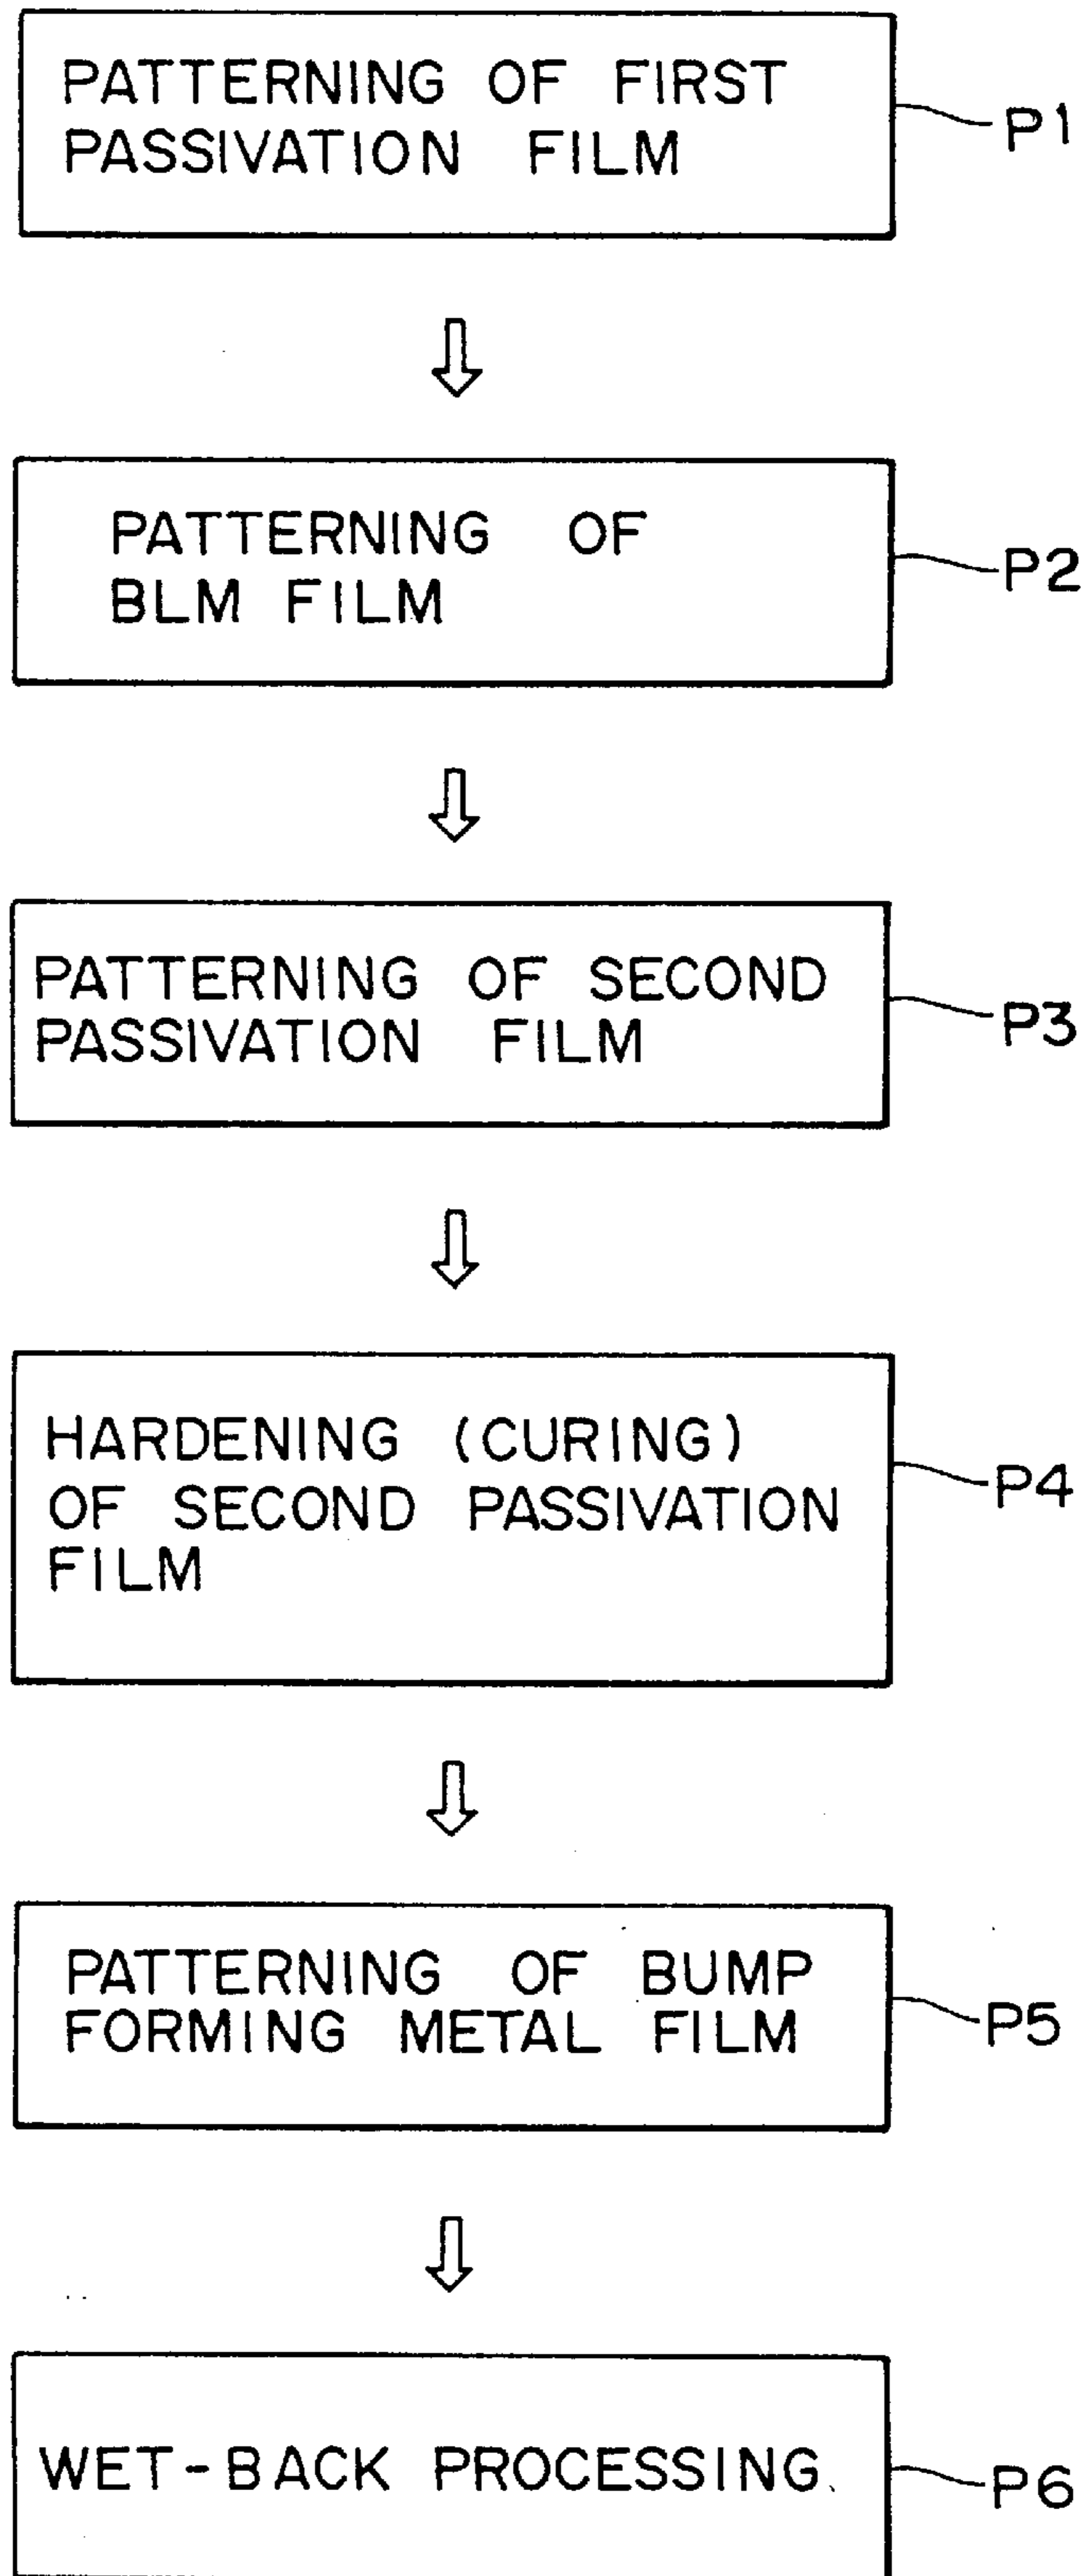 PATTERNING OF FIRST
PASSIVATION FILM
P1
PATTERNING OF
BLM FILM
P2
PATTERNING OF SECOND
PASSIVATION FILM
P3
HARDENING (CURING)
OF SECOND PASSIVATION
FILM
P4
PATTERNING OF BUMP
FORMING METAL FILM
P5
WET-BACK PROCESSING
P6